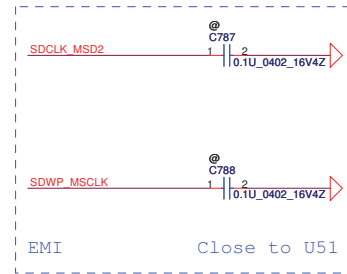 @
C787
SDCLK_MSD2
1 2
0.1U_0402_16V4Z
@
C788
SDWP_MSCLK
1 2
0.1U_0402_16V4Z
EMI Close to U51